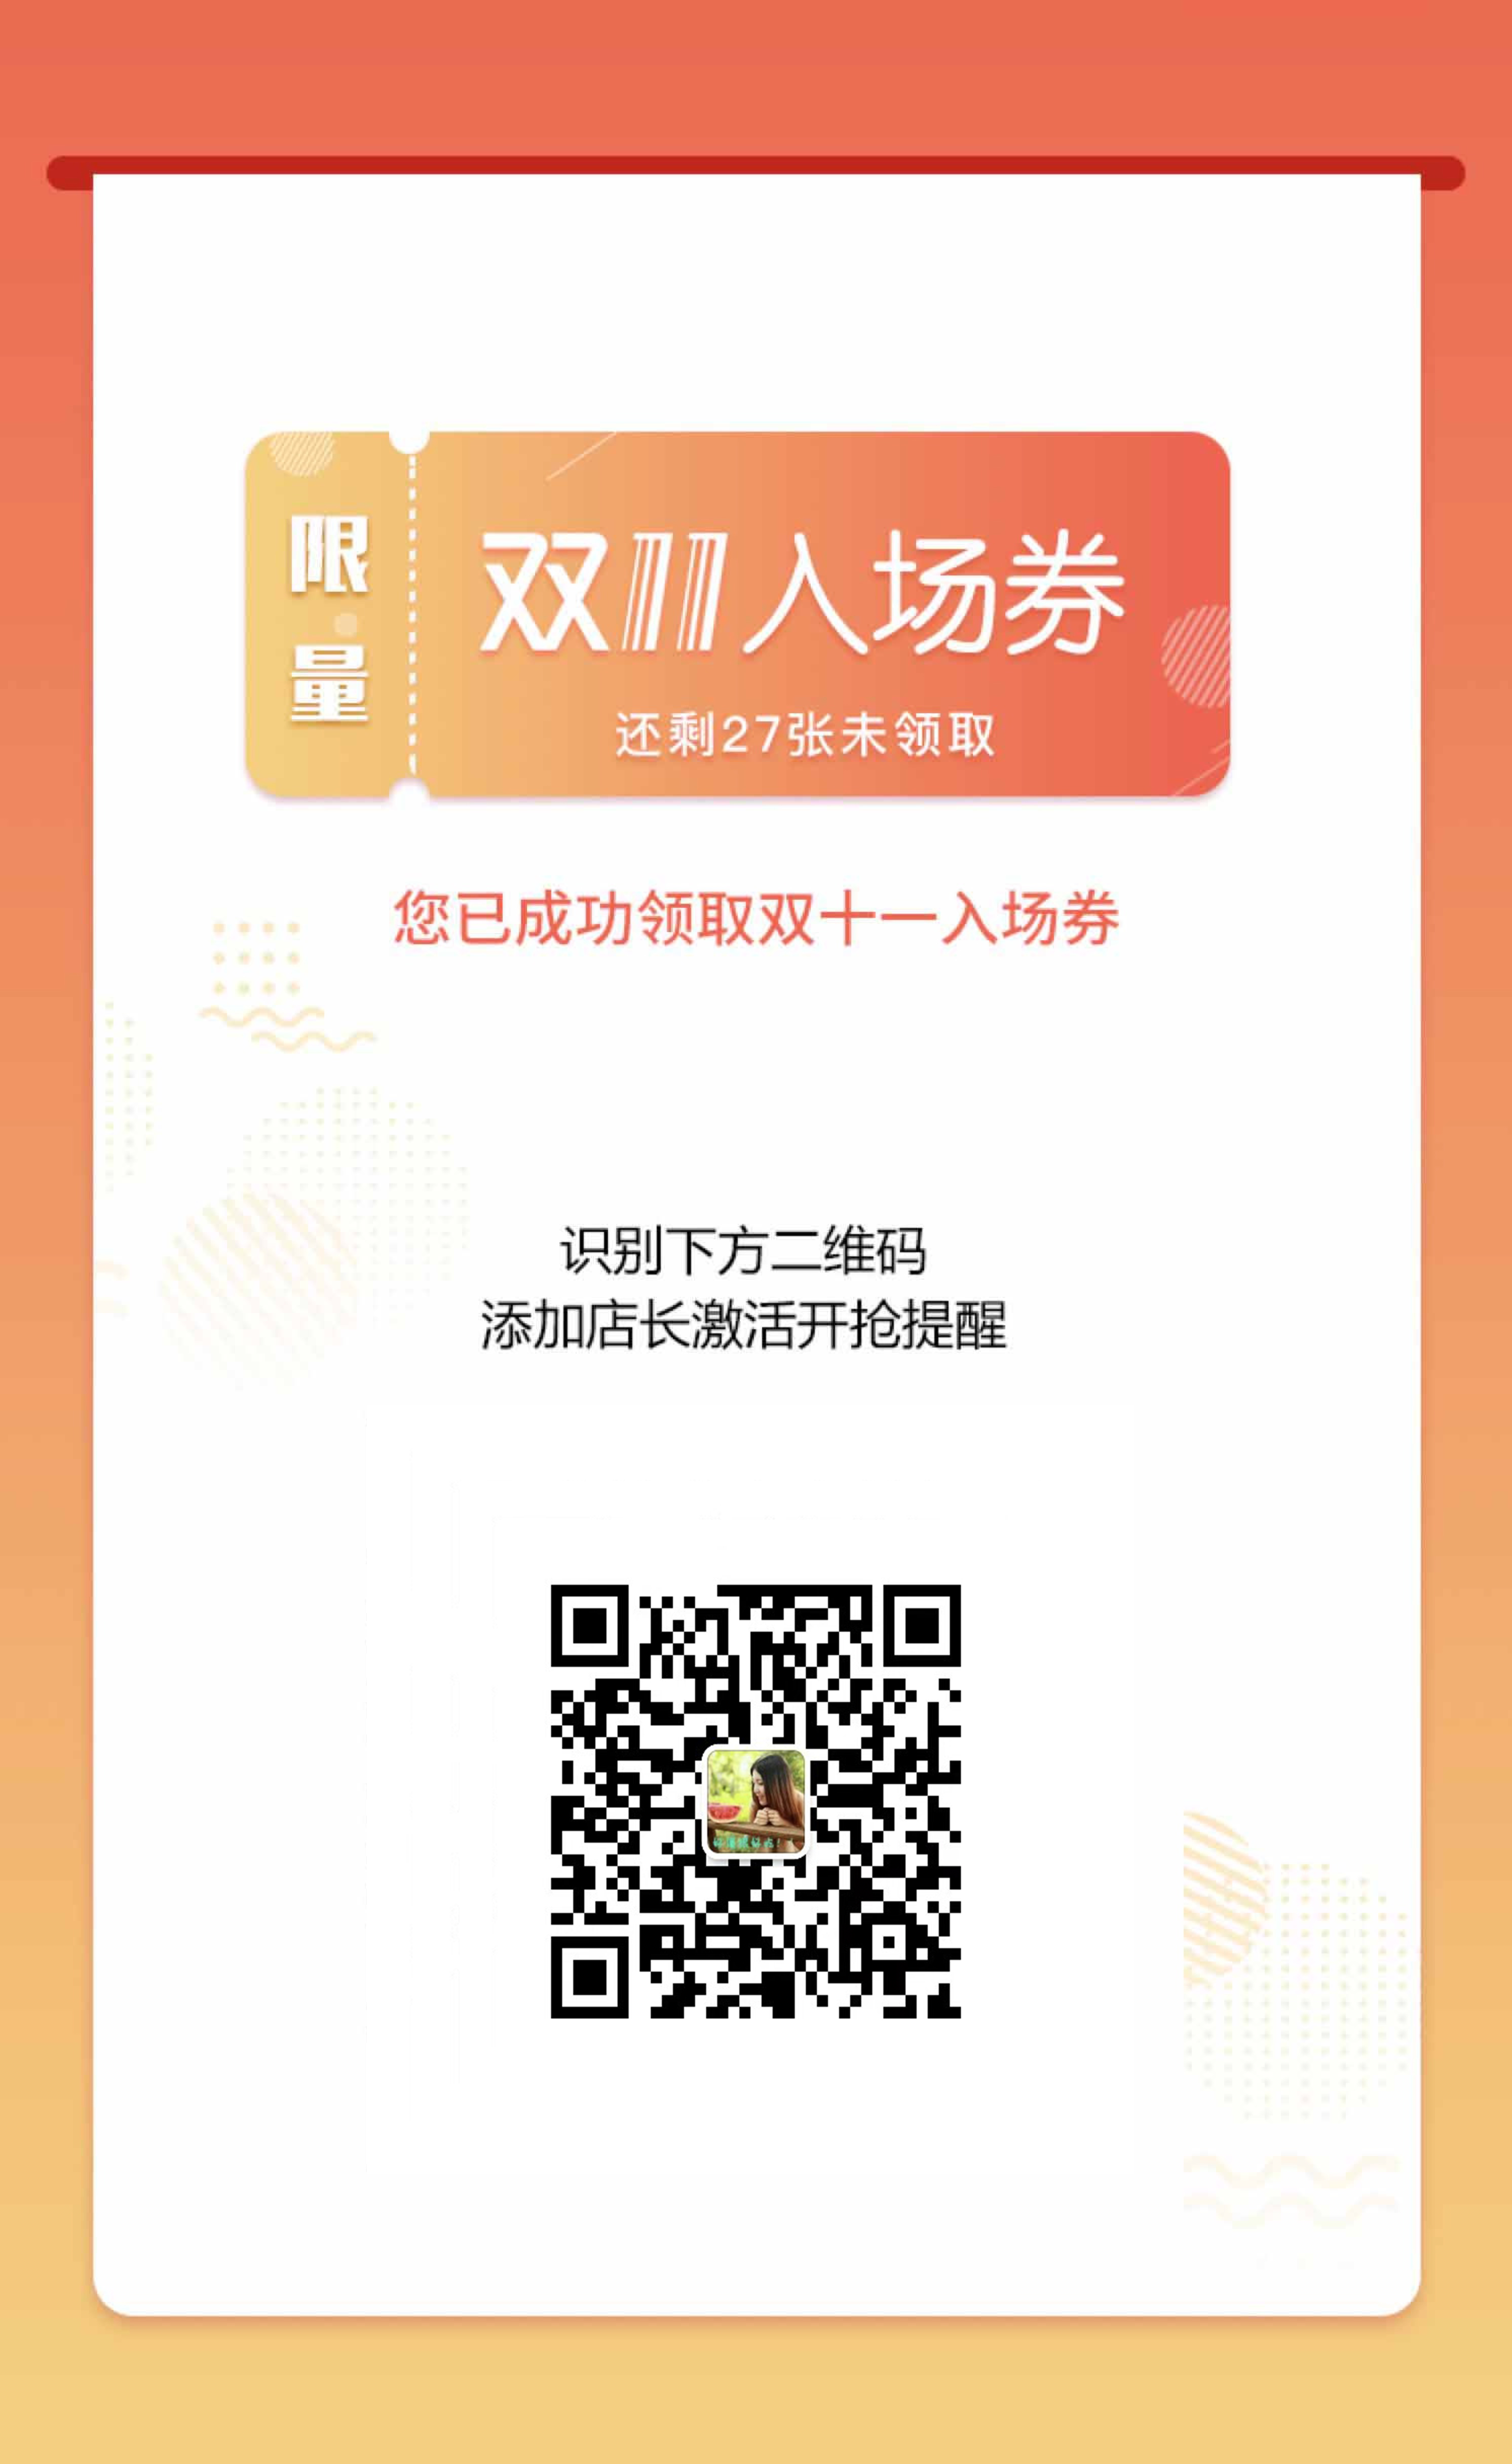 限量
双11入场券
还剩27张未领取
您已成功领取双十一入场券
识别下方二维码
添加店长激活开抢提醒